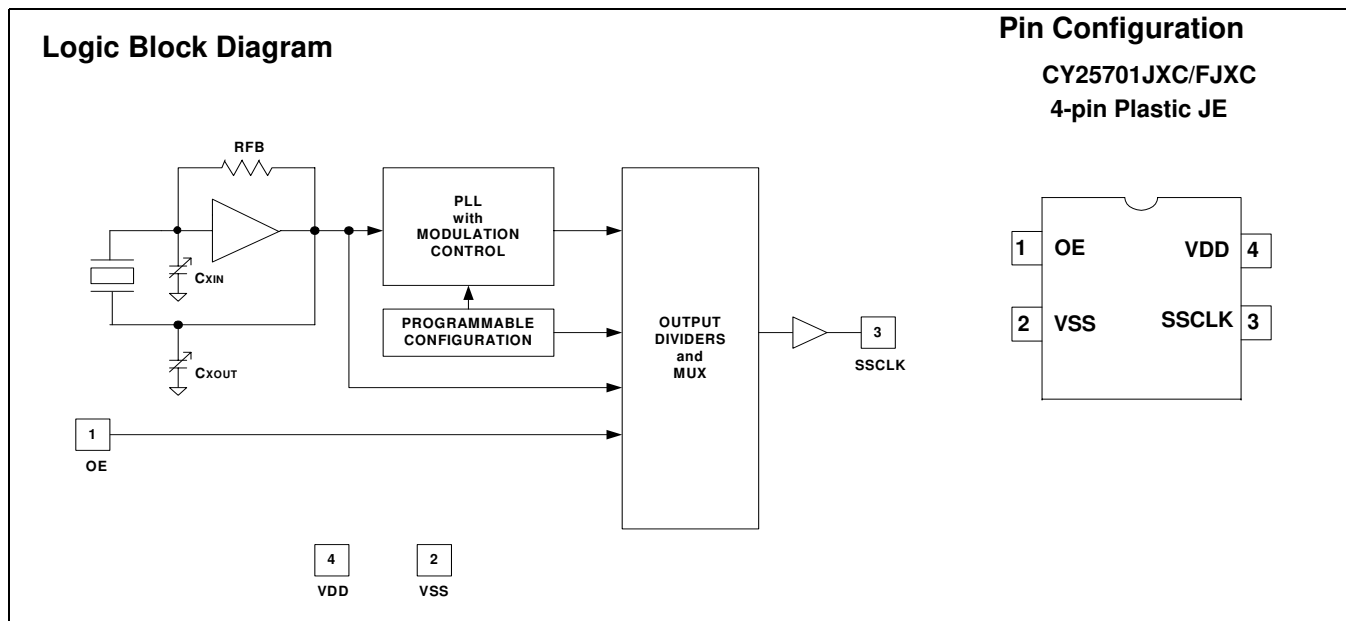 Logic Block Diagram
Pin Configuration
CY25701JXC/FJXC
4-pin Plastic JE
RFB
PLL
with
MODULATION
CONTROL
CXIN
PROGRAMMABLE
CONFIGURATION
OUTPUT
DIVIDERS
and
MUX
3
SSCLK
CXOUT
1
OE
4
VDD
2
VSS
1 OE VDD 4
2 VSS SSCLK 3